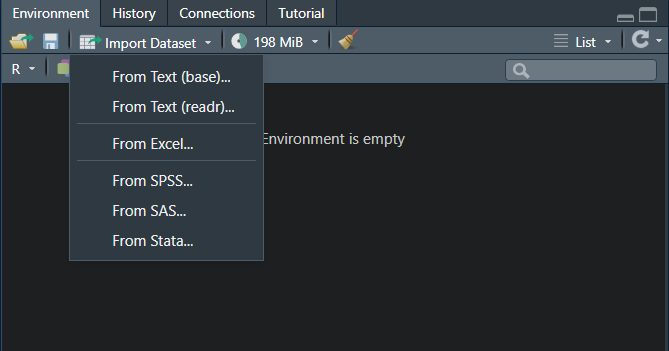 Environment History Connections Tutorial
Import Dataset 198 MiB List
R
From Text (base)...
From Text (readr)...
Environment is empty
From Excel...
From SPSS...
From SAS...
From Stata...